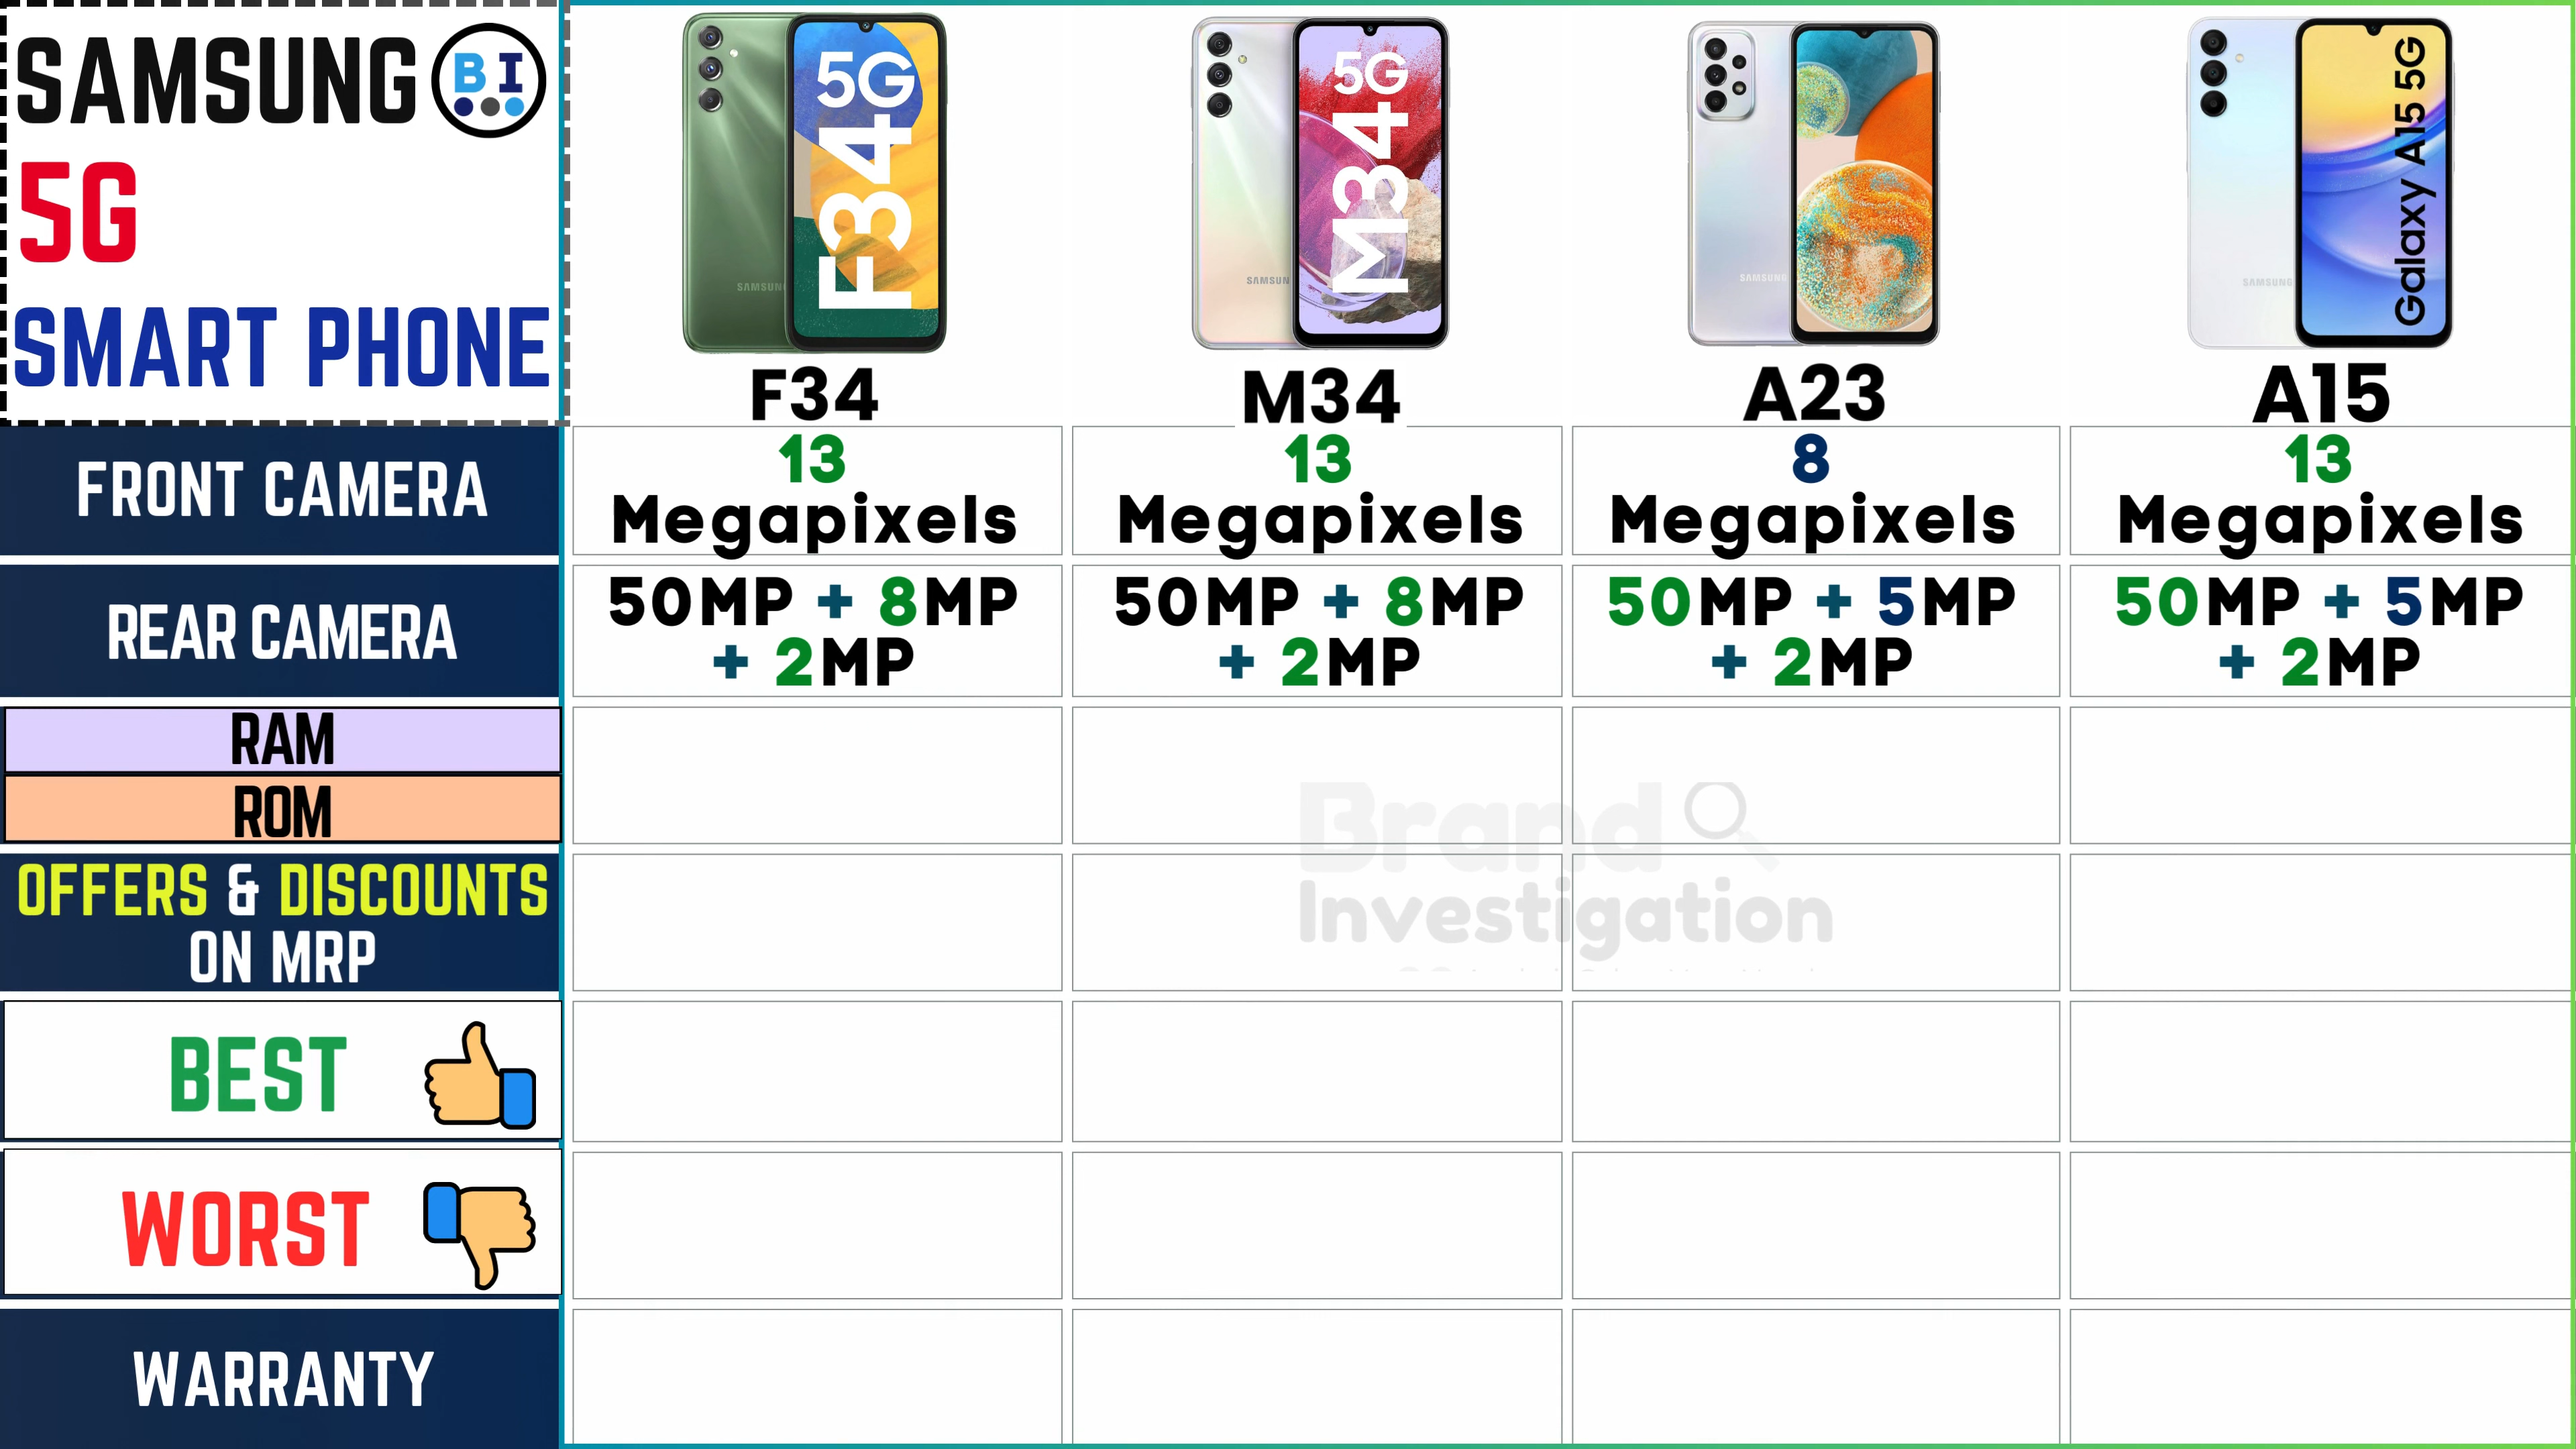 SAMSUNG
B I
5G
SMART PHONE
5G
F34
SAMSUN
5G
M34
SAMSUN
SAMSUNG
Galaxy A15 5G
SAMSUNG
F34
M34
A23
A15
FRONT CAMERA
13
Megapixels
13
Megapixels
8
Megapixels
13
Megapixels
REAR CAMERA
50MP + 8MP
+ 2MP
50MP + 8MP
+ 2MP
50MP + 5MP
+ 2MP
50MP + 5MP
+ 2MP
RAM
ROM
Brand
Investigation
OFFERS & DISCOUNTS
ON MRP
BEST
WORST
WARRANTY